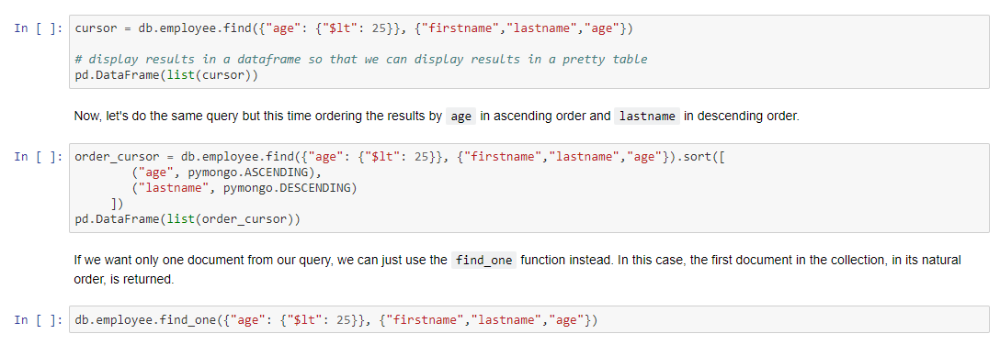 In [ ]: cursor = db.employee.find({"age": {"$lt": 25}}, {"firstname","lastname","age"})
# display results in a dataframe so that we can display results in a pretty table
pd.DataFrame(list(cursor))
Now, let's do the same query but this time ordering the results by age in ascending order and lastname in descending order.
In [ ]: order_cursor = db.employee.find({"age": {"$lt": 25}}, {"firstname","lastname","age"}).sort([
("age", pymongo.ASCENDING),
("lastname", pymongo.DESCENDING)
])
pd.DataFrame(list(order_cursor))
If we want only one document from our query, we can just use the find_one function instead. In this case, the first document in the collection, in its natural
order, is returned.
In [ ]: db.employee.find_one({"age": {"$lt": 25}}, {"firstname","lastname","age"})